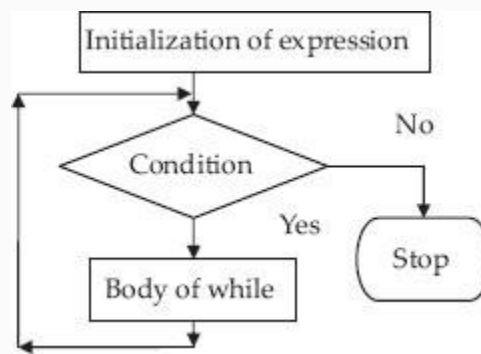 Initialization of expression
No
Condition
Yes
Stop
Body of while